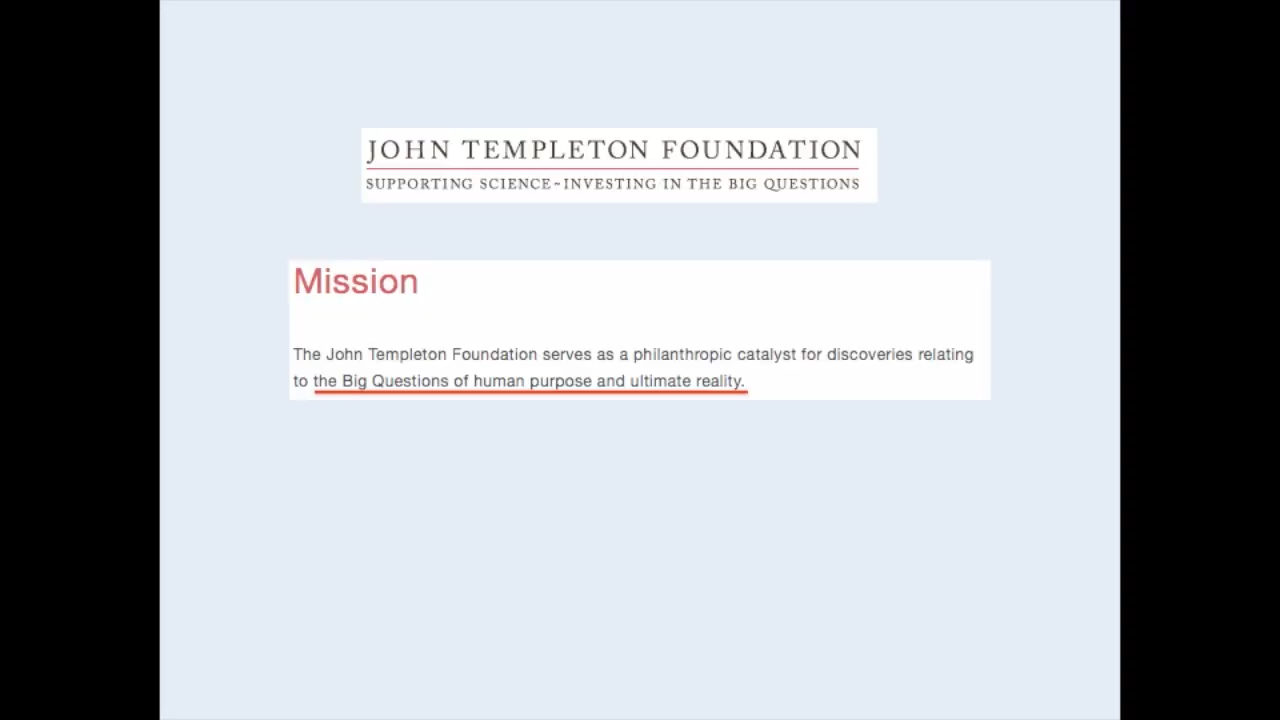 JOHN TEMPLETON FOUNDATION
SUPPORTING SCIENCE~INVESTING IN THE BIG QUESTIONS
Mission
The John Templeton Foundation serves as a philanthropic catalyst for discoveries relating
to the Big Questions of human purpose and ultimate reality.